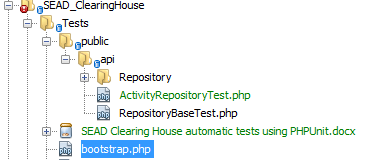 SEAD_ClearingHouse
Tests
public
api
Repository
ActivityRepositoryTest.php
RepositoryBaseTest.php
SEAD Clearing House automatic tests using PHPUnit.docx
bootstrap.php